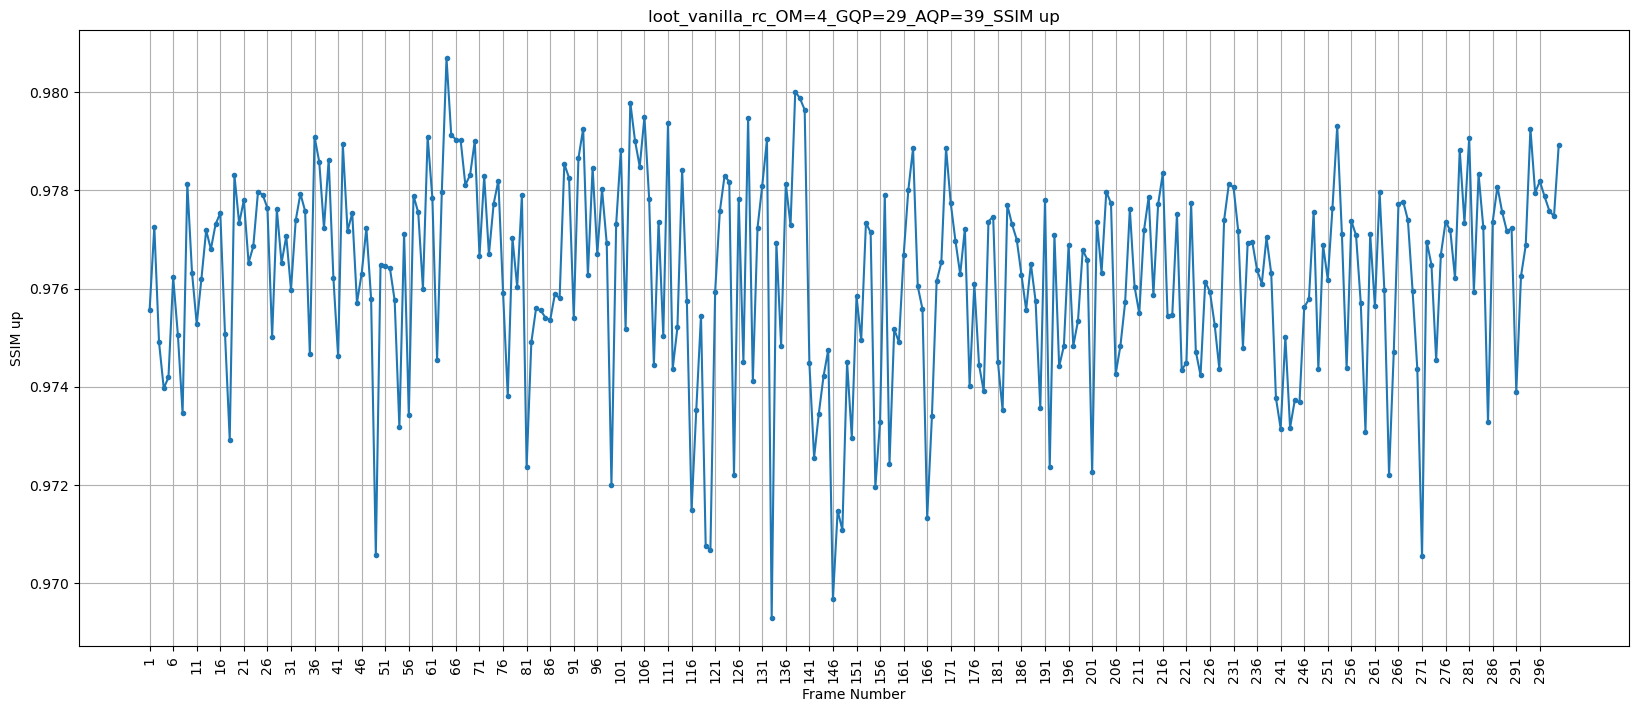 loot_vanilla_rc_OM=4_GQP=29_AQP=39_SSIM up
SSIM up
0.980
0.978
0.976
0.974
0.972
0.970
1 6 11 16 21 26 31 36 41 46 51 56 61 66 71 76 81 86 91 96 101 106 111 116 121 126 131 136 141 146 151 156 161 166 171 176 181 186 191 196 201 206 211 216 221 226 231 236 241 246 251 256 261 266 271 276 281 286 291 296
Frame Number